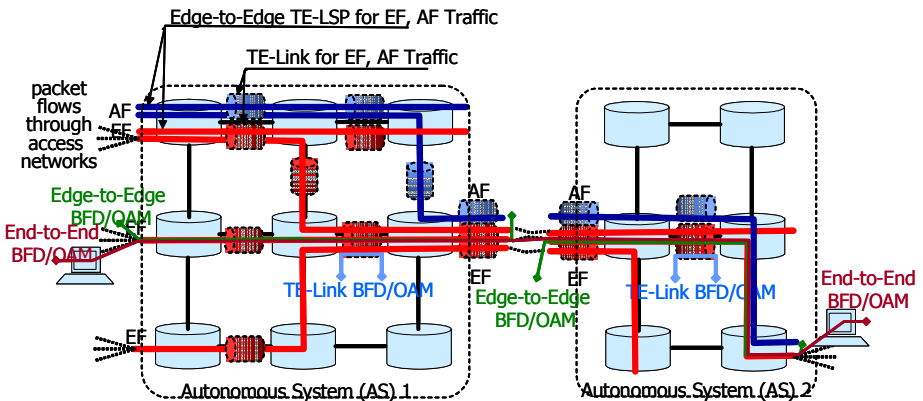 Edge-to-Edge TE-LSP for EF, AF Traffic
TE-Link for EF, AF Traffic
packet
flows
through
access
networks
AF
EF
Edge-to-Edge
BFD/OAM
EF
End-to-End
BFD/OAM
AF
EF
TE-Link BFD/OAM
EF
Autonomous System (AS) 1
AF
EF
Edge-to-Edge
BFD/OAM
TE-Link BFD/OAM
End-to-End
BFD/OAM
Autonomous System (AS) 2